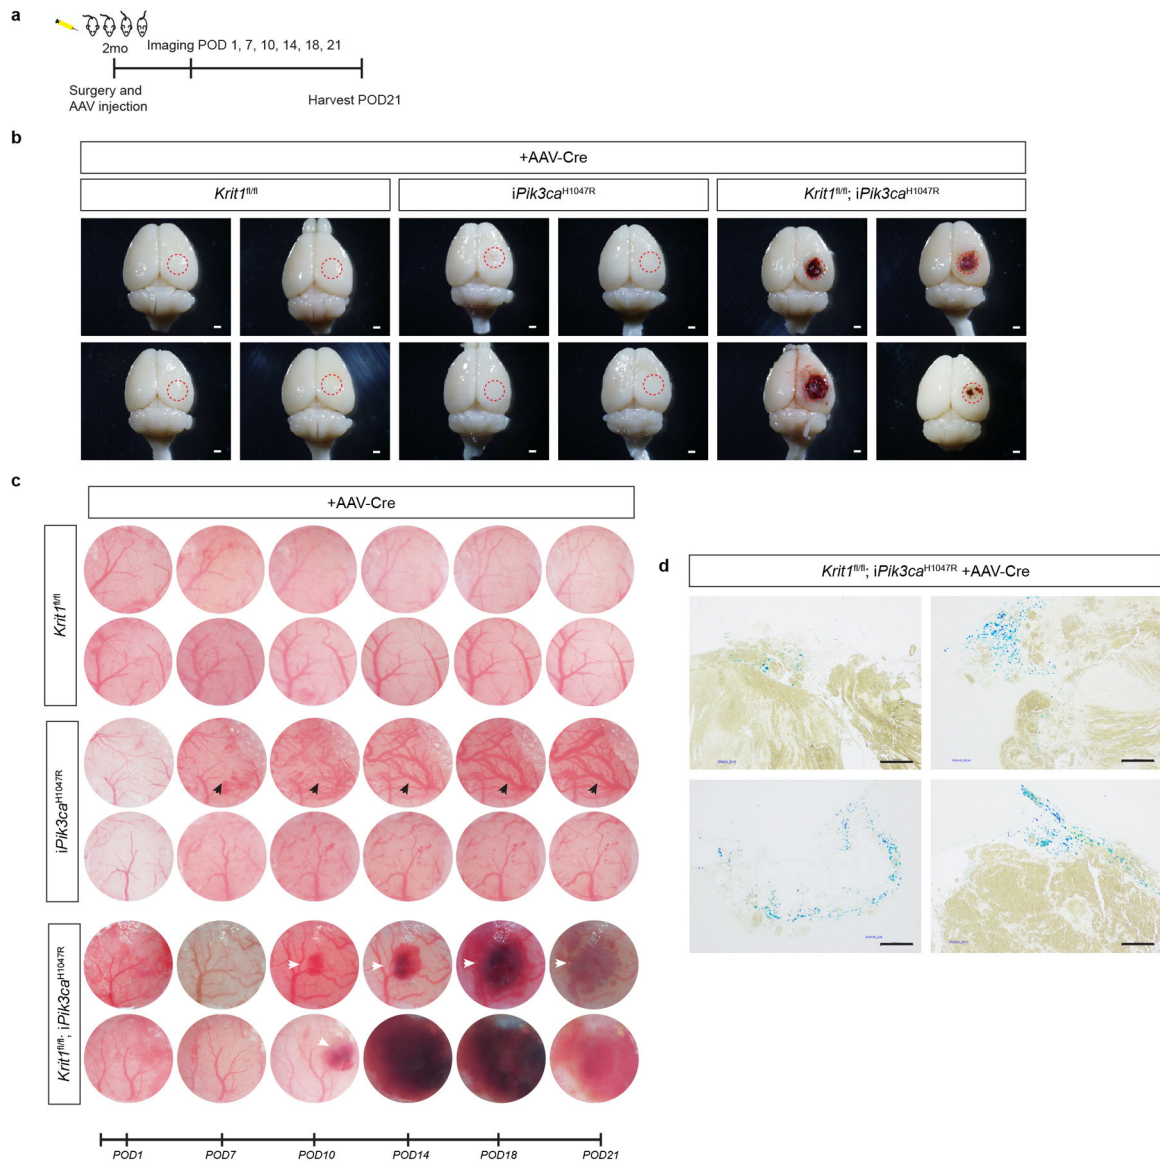 a
2mo
Imaging POD 1, 7, 10, 14, 18, 21
Surgery and
AAV injection
Harvest POD21
b
+AAV-Cre
Krit1fl/fl
iPik3caH1047R
Krit1fl/fl; iPik3caH1047R
c
+AAV-Cre
Krit1fl/fl
iPik3caH1047R
Krit1fl/fl; iPik3caH1047R
POD1
POD7
POD10
POD14
POD18
POD21
d
Krit1fl/fl; iPik3caH1047R +AAV-Cre